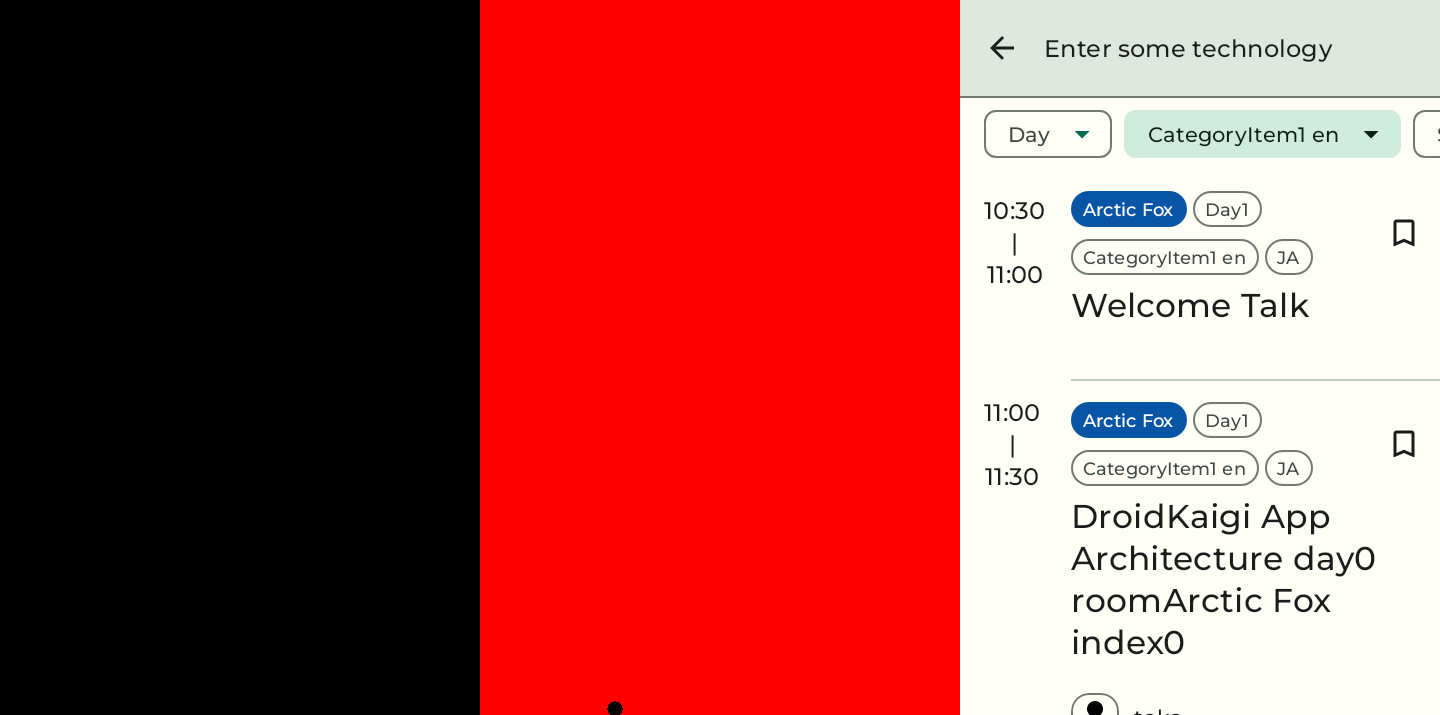 Enter some technology
Day
CategoryItem1 en
10:30
|
11:00
Arctic Fox
Day1
CategoryItem1 en
JA
Welcome Talk
11:00
|
11:30
Arctic Fox
Day1
CategoryItem1 en
JA
DroidKaigi App
Architecture day0
roomArctic Fox
index0